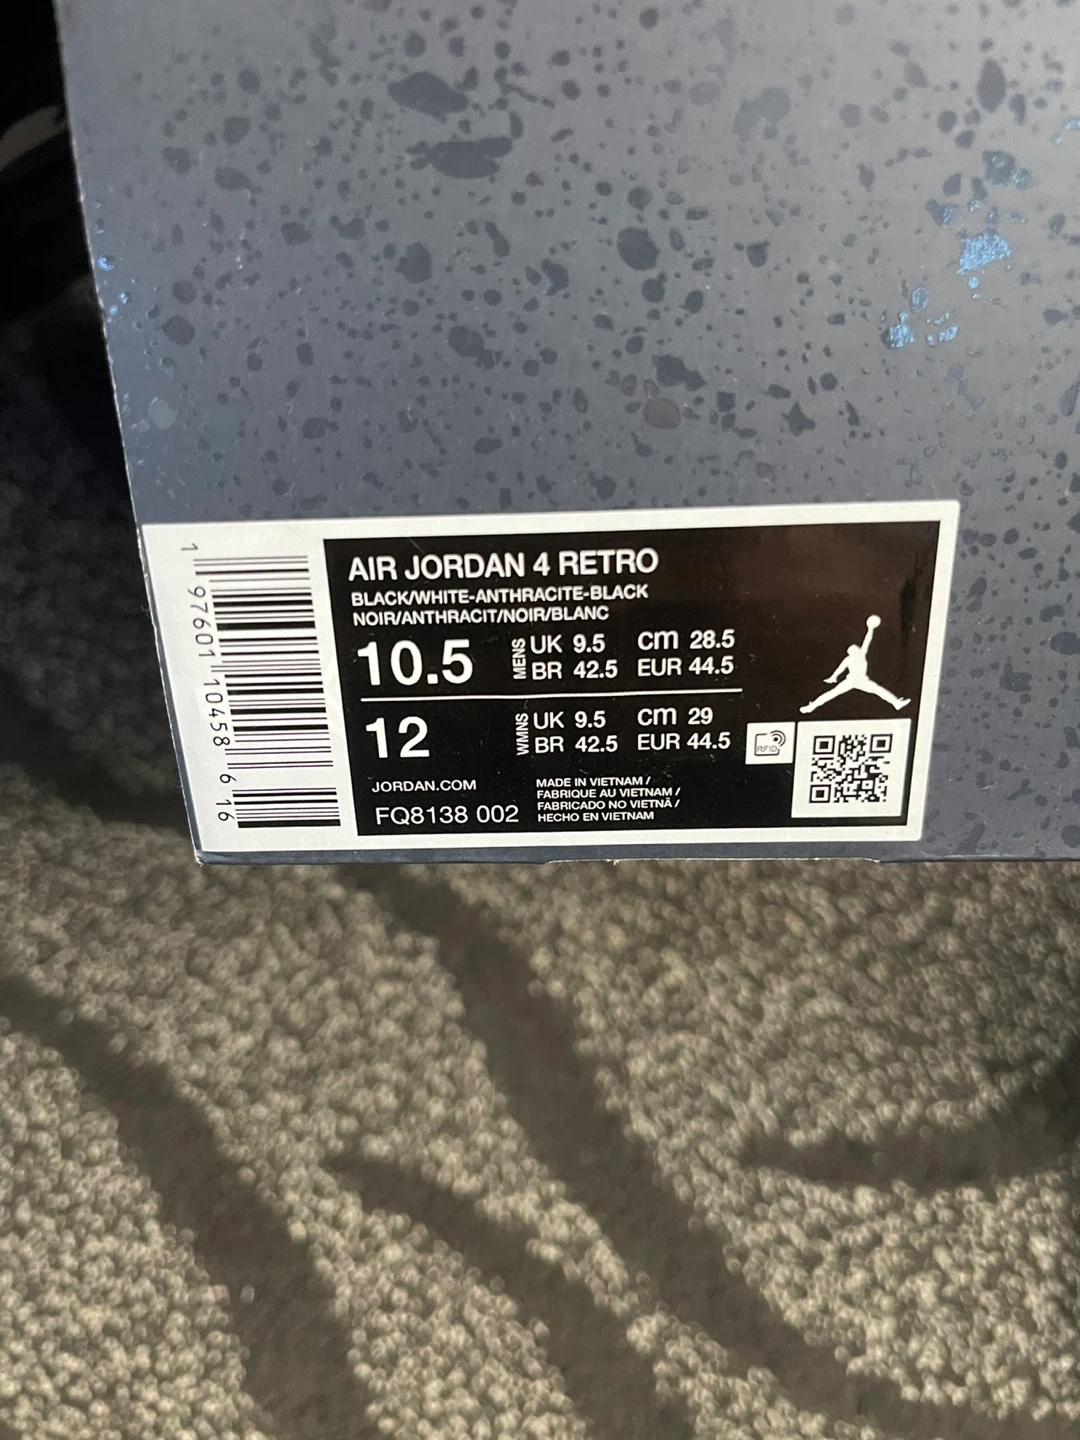 1 97601 10458 6 16
AIR JORDAN 4 RETRO
BLACK/WHITE-ANTHRACITE-BLACK
NOIR/ANTHRACIT/NOIR/BLANC
10.5 MENS UK 9.5 cm 28.5
BR 42.5 EUR 44.5
12 WMNS UK 9.5 cm 29
BR 42.5 EUR 44.5
RFID
JORDAN.COM
FQ8138 002
MADE IN VIETNAM /
FABRIQUE AU VIETNAM /
FABRICADO NO VIETNÃ /
HECHO EN VIETNAM